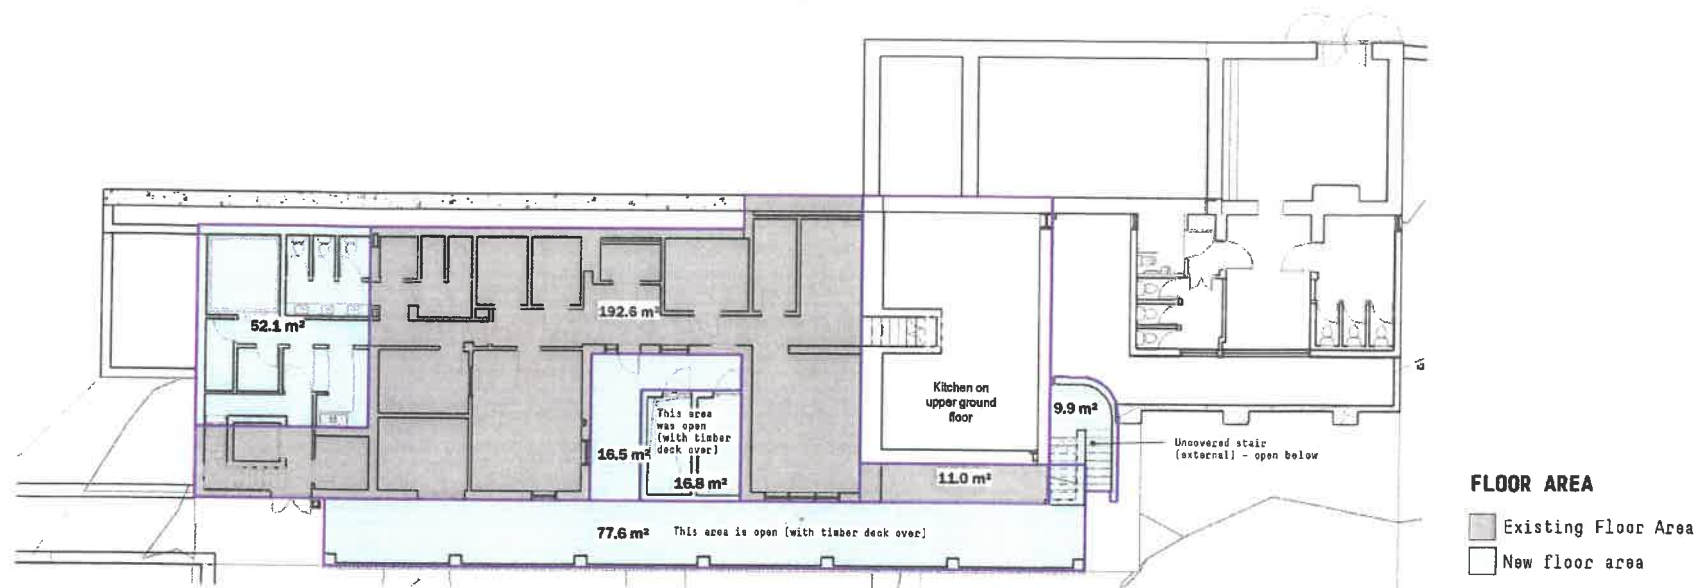 52.1 m²
192.6 m²
This area
was open
(with timber
deck over)
16.5 m²
16.8 m²
Kitchen on
upper ground
floor
9.9 m²
Uncovered stair
(external) - open below
11.0 m²
77.6 m²
This area is open (with timber deck over)
FLOOR AREA
Existing Floor Area
New floor area